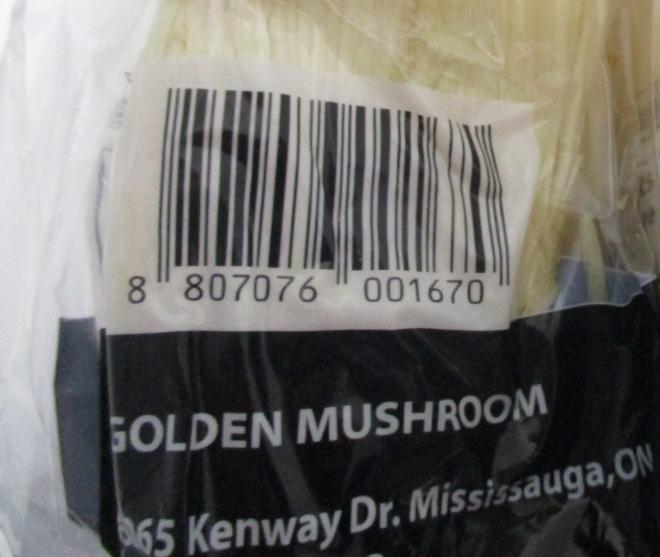 8 807076 001670
GOLDEN MUSHROOM
Kenway Dr. Mississauga, ON